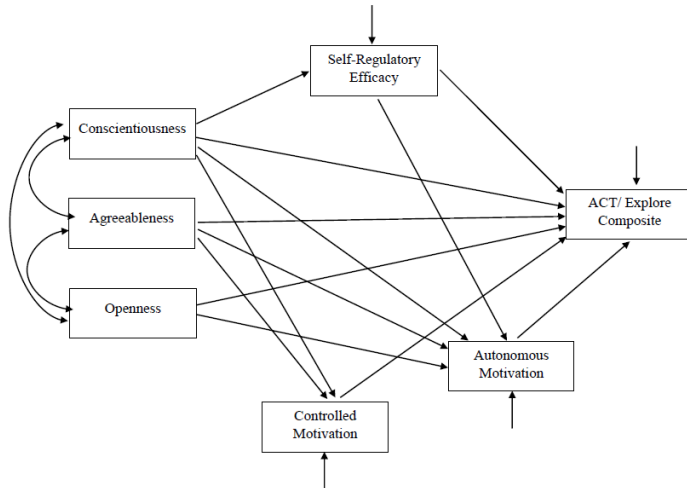 Self-Regulatory
Efficacy
Conscientiousness
Agreeableness
ACT/ Explore
Composite
Openness
Autonomous
Motivation
Controlled
Motivation